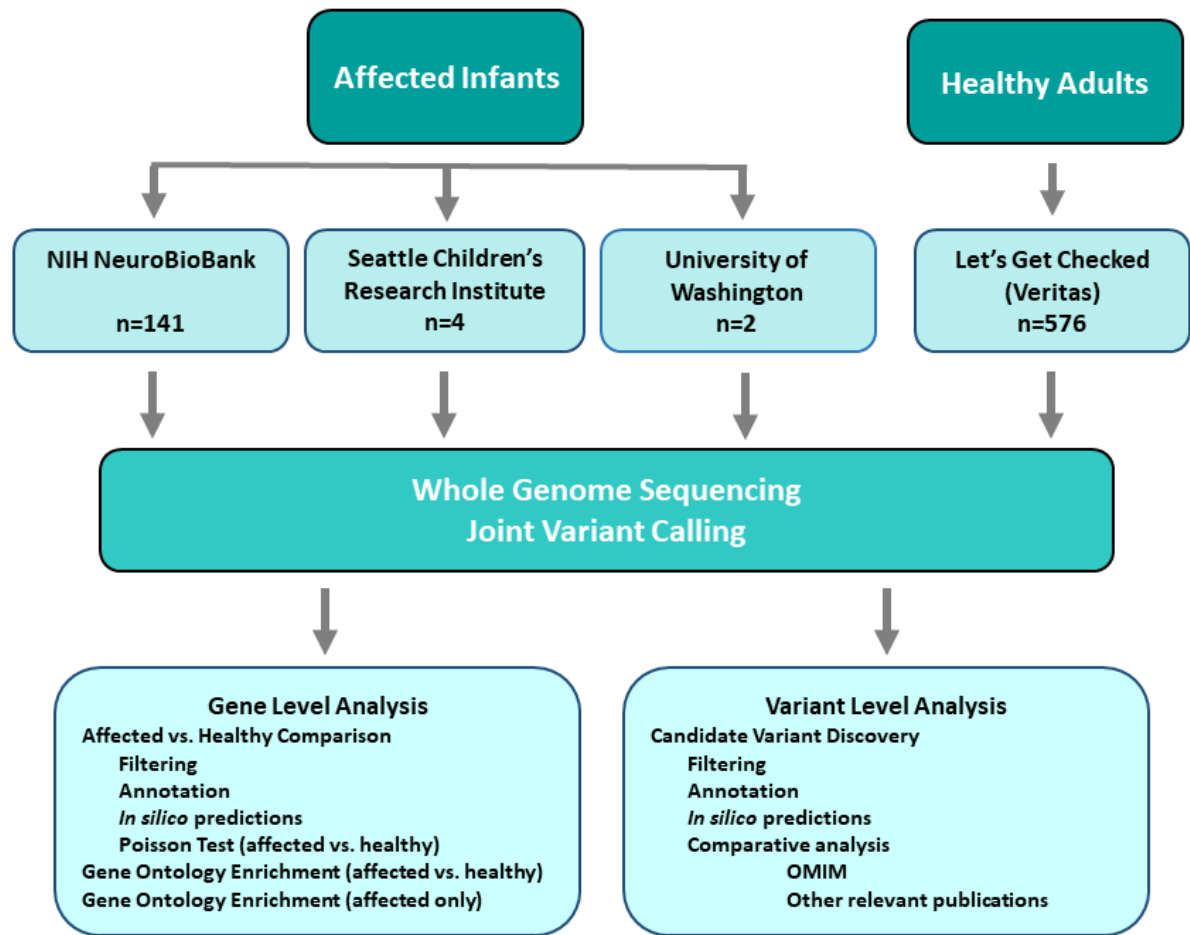 Affected Infants
Healthy Adults
NIH NeuroBioBank
n=141
Seattle Children's
Research Institute
n=4
University of
Washington
n=2
Let's Get Checked
(Veritas)
n=576
Whole Genome Sequencing
Joint Variant Calling
Gene Level Analysis
Affected vs. Healthy Comparison
Filtering
Annotation
In silico predictions
Poisson Test (affected vs. healthy)
Gene Ontology Enrichment (affected vs. healthy)
Gene Ontology Enrichment (affected only)
Variant Level Analysis
Candidate Variant Discovery
Filtering
Annotation
In silico predictions
Comparative analysis
OMIM
Other relevant publications